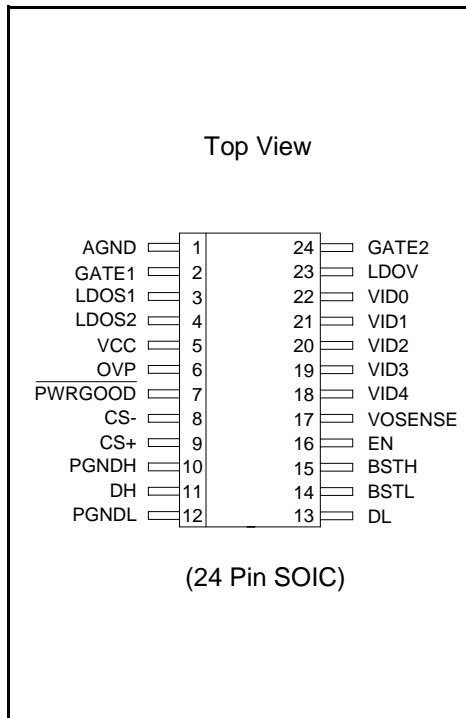 Top View
AGND 1 24 GATE2
GATE1 2 23 LDOV
LDOS1 3 22 VID0
LDOS2 4 21 VID1
VCC 5 20 VID2
OVP 6 19 VID3
PWRGOOD 7 18 VID4
CS- 8 17 VOSENSE
CS+ 9 16 EN
PGNDH 10 15 BSTH
DH 11 14 BSTL
PGNDL 12 13 DL
(24 Pin SOIC)